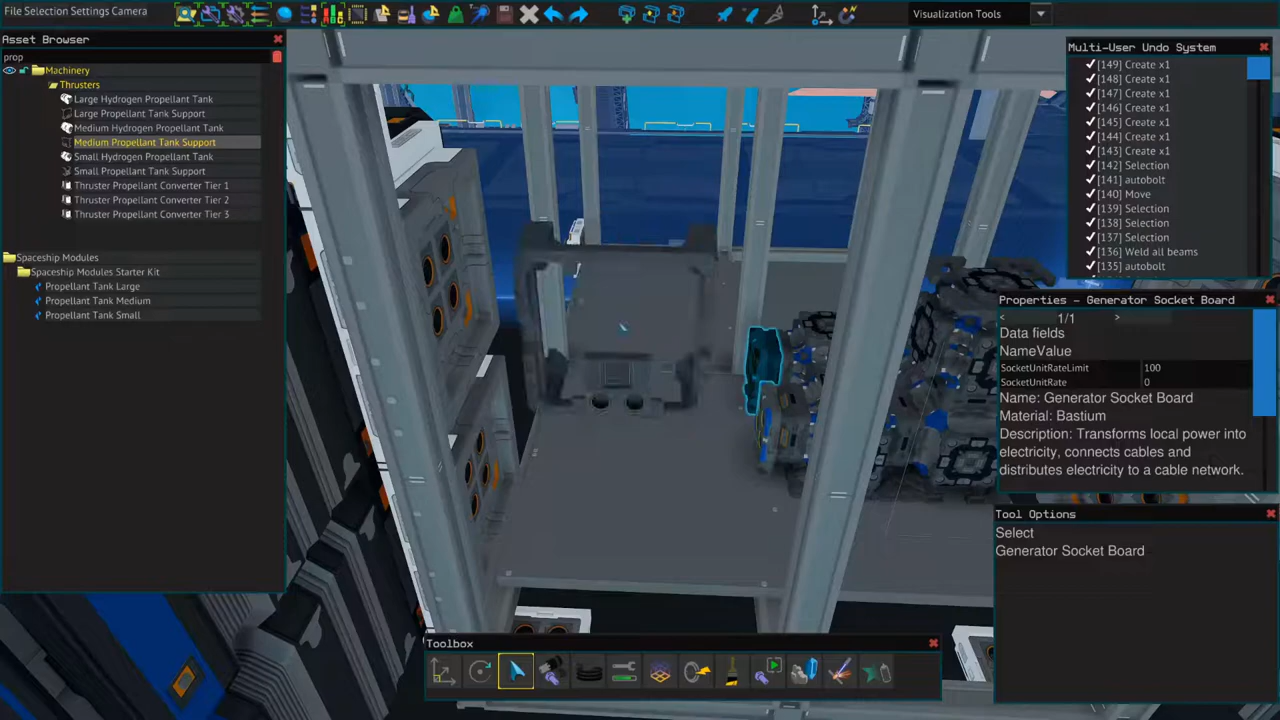 File Selection Settings Camera
Visualization Tools
Asset Browser
prop
Machinery
Thrusters
Large Hydrogen Propellant Tank
Large Propellant Tank Support
Medium Hydrogen Propellant Tank
Medium Propellant Tank Support
Small Hydrogen Propellant Tank
Small Propellant Tank Support
Thruster Propellant Converter Tier 1
Thruster Propellant Converter Tier 2
Thruster Propellant Converter Tier 3
Spaceship Modules
Spaceship Modules Starter Kit
Propellant Tank Large
Propellant Tank Medium
Propellant Tank Small
Multi-User Undo System
[149] Create x1
[148] Create x1
[147] Create x1
[146] Create x1
[145] Create x1
[144] Create x1
[143] Create x1
[142] Selection
[141] autobolt
[140] Move
[139] Selection
[138] Selection
[137] Selection
[136] Weld all beams
[135] autobolt
Properties - Generator Socket Board
< 1/1 >
Data fields
NameValue
SocketUnitRateLimit 100
SocketUnitRate 0
Name: Generator Socket Board
Material: Bastium
Description: Transforms local power into
electricity, connects cables and
distributes electricity to a cable network.
Tool Options
Select
Generator Socket Board
Toolbox